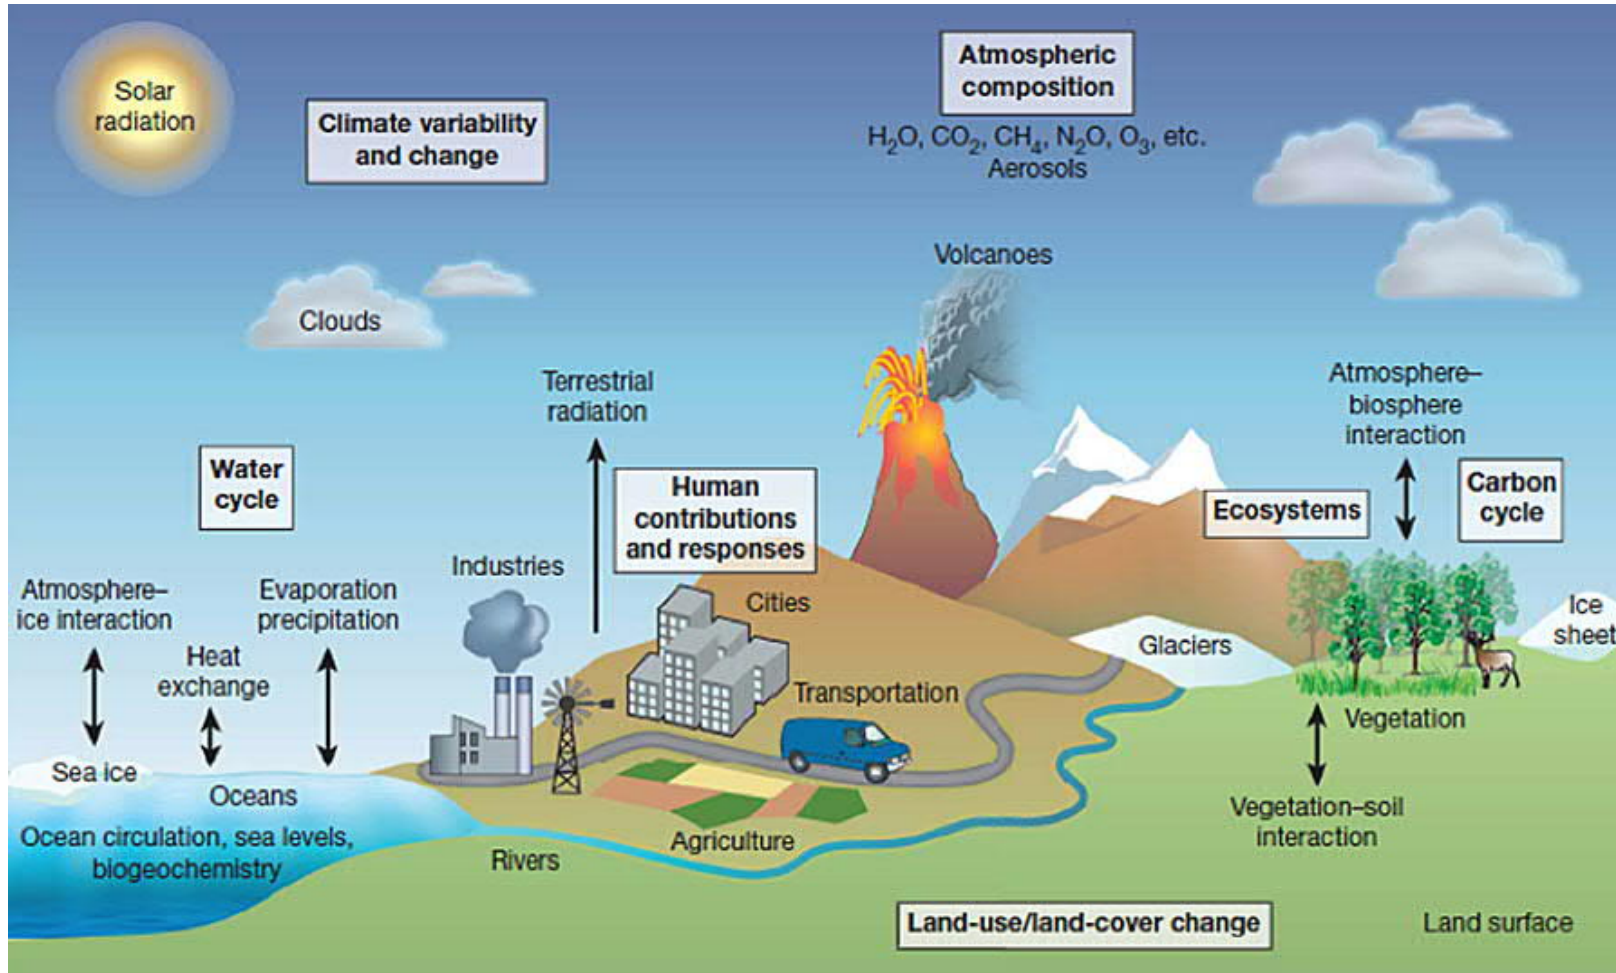 Solar
radiation
Climate variability
and change
Atmospheric
composition
H₂O, CO₂, CH₄, N₂O, O₃, etc.
Aerosols
Volcanoes
Clouds
Terrestrial
radiation
Atmosphere–
biosphere
interaction
Water
cycle
Human
contributions
and responses
Ecosystems
Carbon
cycle
Industries
Atmosphere–
ice interaction
Evaporation
precipitation
Cities
Ice
sheet
Glaciers
Heat
exchange
Transportation
Vegetation
Sea ice
Oceans
Ocean circulation, sea levels,
biogeochemistry
Rivers
Agriculture
Vegetation–soil
interaction
Land-use/land-cover change
Land surface